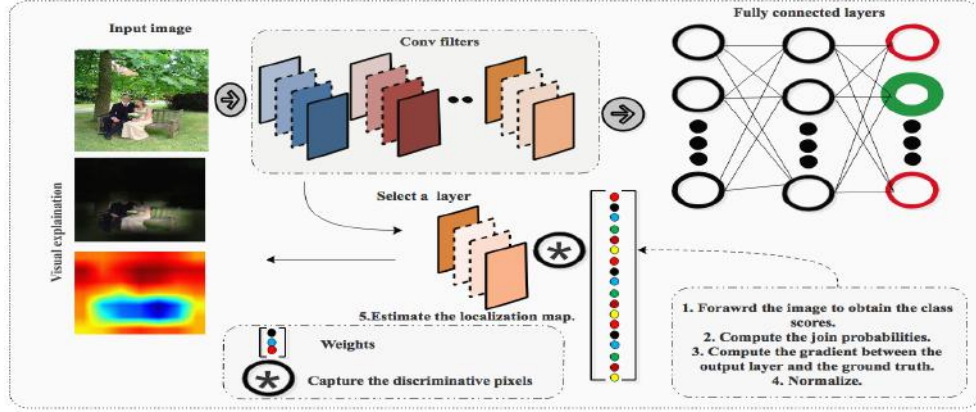 Input image
Conv filters
Fully connected layers
Visual explaination
Select a layer
5.Estimate the localization map.
Weights
Capture the discriminative pixels
1. Forawrd the image to obtain the class
scores.
2. Compute the join probabilities.
3. Compute the gradient between the
output layer and the ground truth.
4. Normalize.